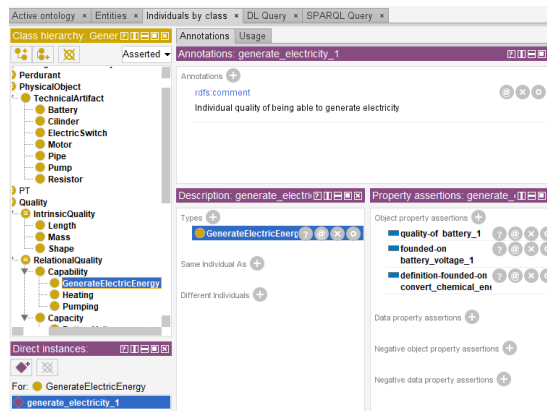 Active ontology × Entities × Individuals by class × DL Query × SPARQL Query ×
Class hierarchy: Gener
Asserted
Perdurant
PhysicalObject
TechnicalArtifact
Battery
Cilinder
ElectricSwitch
Motor
Pipe
Pump
Resistor
PT
Quality
IntrinsicQuality
Length
Mass
Shape
RelationalQuality
Capability
GenerateElectricEnergy
Heating
Pumping
Capacity
Direct instances:
For: GenerateElectricEnergy
generate_electricity_1
Annotations Usage
Annotations: generate_electricity_1
Annotations
rdfs:comment
Individual quality of being able to generate electricity
Description: generate_electri
Types
GenerateElectricEnerg
Same Individual As
Different Individuals
Property assertions: generate_
Object property assertions
quality-of battery_1
founded-on
battery_voltage_1
definition-founded-on
convert_chemical_ene
Data property assertions
Negative object property assertions
Negative data property assertions